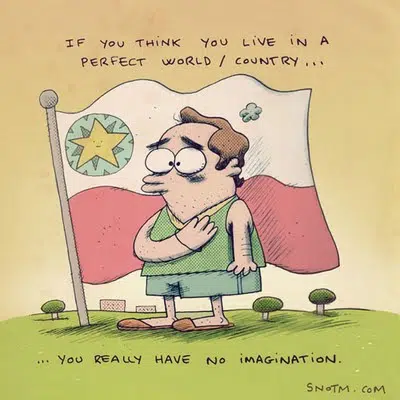 IF YOU THINK YOU LIVE IN A
PERFECT WORLD / COUNTRY ...
... YOU REALLY HAVE NO IMAGINATION.
SNOTM.COM